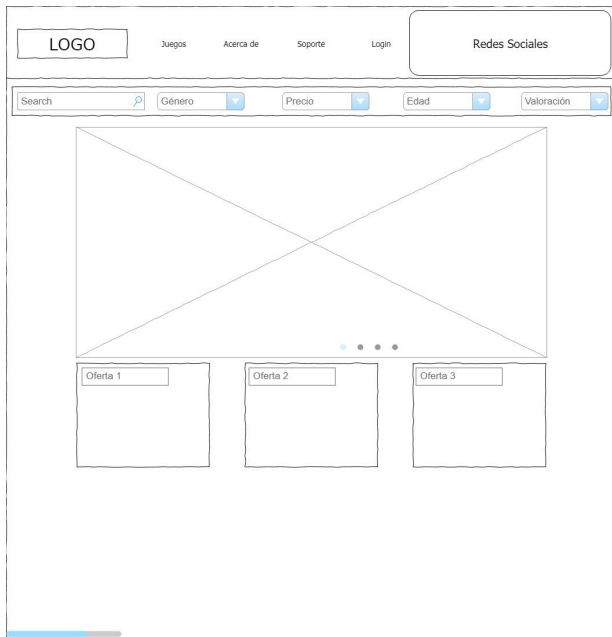 LOGO
Juegos
Acerca de
Soporte
Login
Redes Sociales
Search
Género
Precio
Edad
Valoración
Oferta 1
Oferta 2
Oferta 3